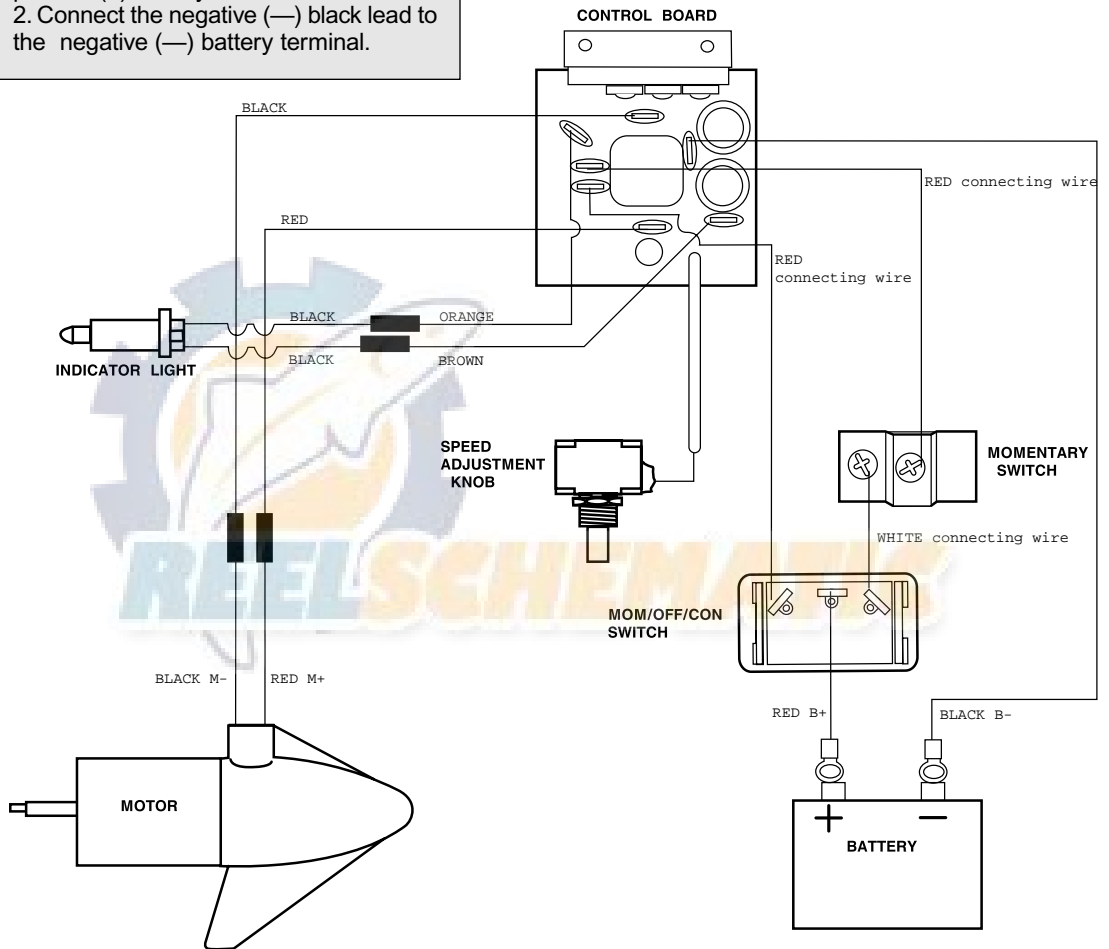 2. Connect the negative (—) black lead to
the negative (—) battery terminal.
CONTROL BOARD
BLACK
RED connecting wire
RED
RED
connecting wire
BLACK
ORANGE
INDICATOR LIGHT
BLACK
BROWN
SPEED
ADJUSTMENT
KNOB
MOMENTARY
SWITCH
WHITE connecting wire
REELSCHEMATIC
MOM/OFF/CON
SWITCH
BLACK M-
RED M+
RED B+
BLACK B-
MOTOR
+
—
BATTERY